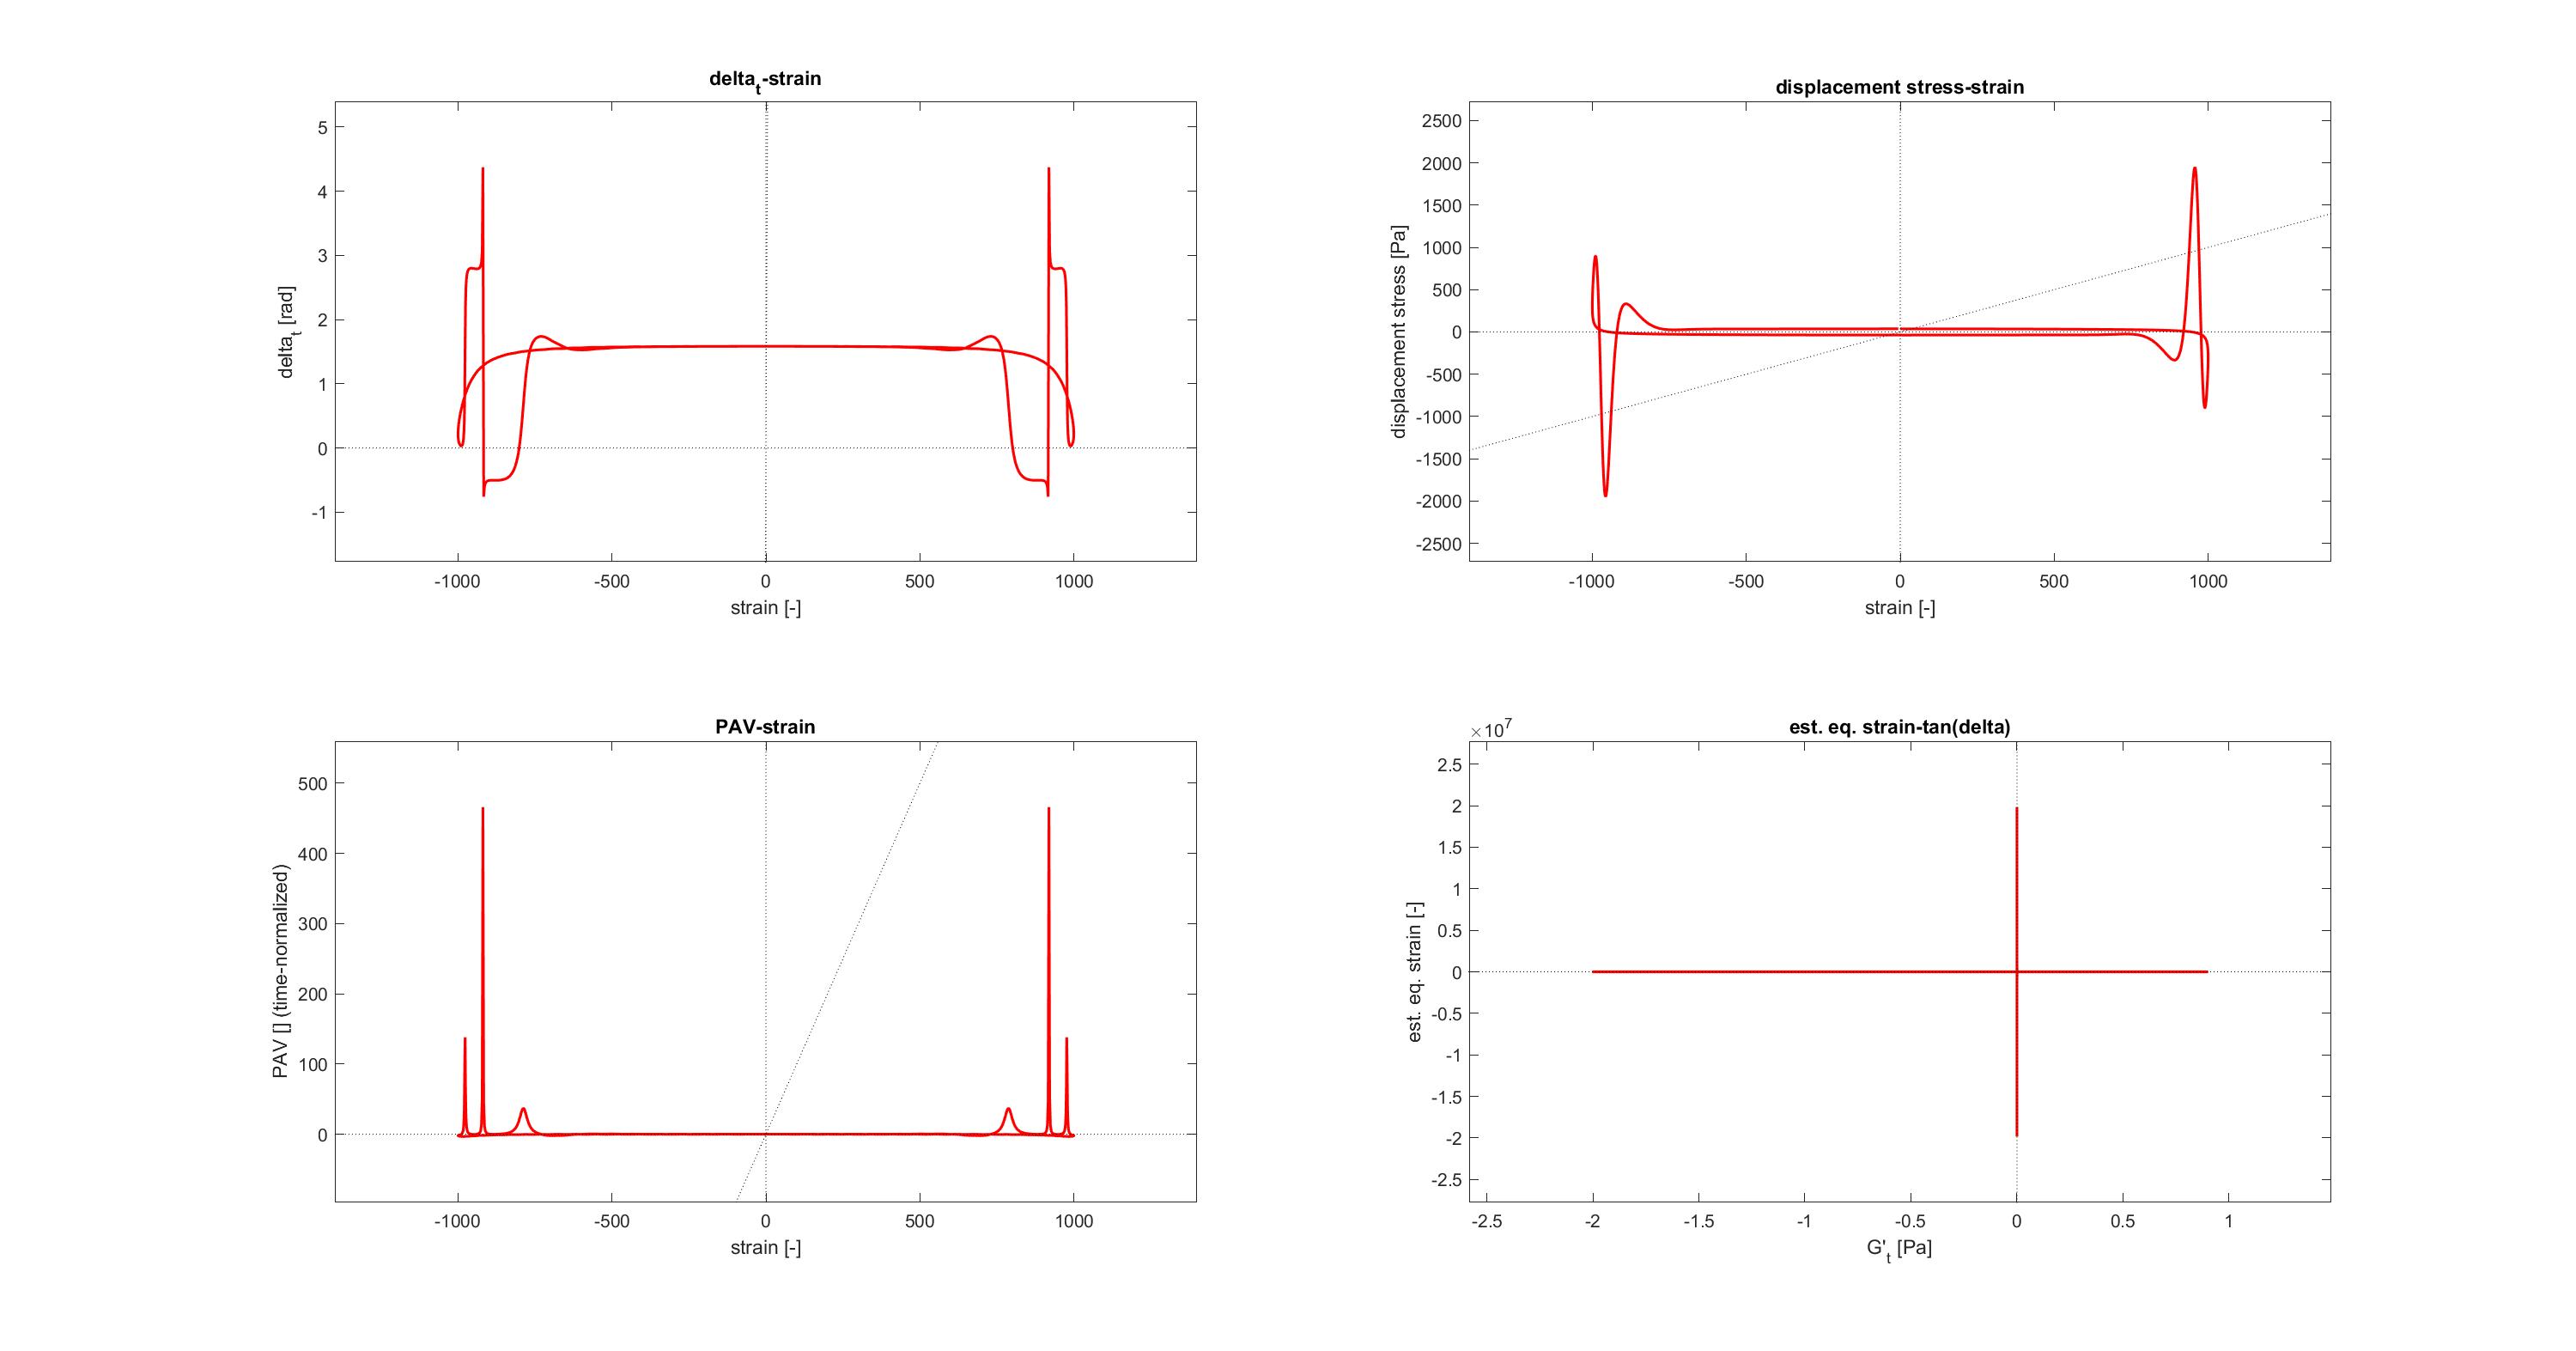 delta_t-strain
5
4
3
2
1
0
-1
delta_t [rad]
-1000 -500 0 500 1000
strain [-]
displacement stress-strain
2500
2000
1500
1000
500
0
-500
-1000
-1500
-2000
-2500
displacement stress [Pa]
-1000 -500 0 500 1000
strain [-]
PAV-strain
500
400
300
200
100
0
PAV [] (time-normalized)
-1000 -500 0 500 1000
strain [-]
est. eq. strain-tan(delta)
×10^7
2.5
2
1.5
1
0.5
0
-0.5
-1
-1.5
-2
-2.5
est. eq. strain [-]
-2.5 -2 -1.5 -1 -0.5 0 0.5 1
G'_t [Pa]